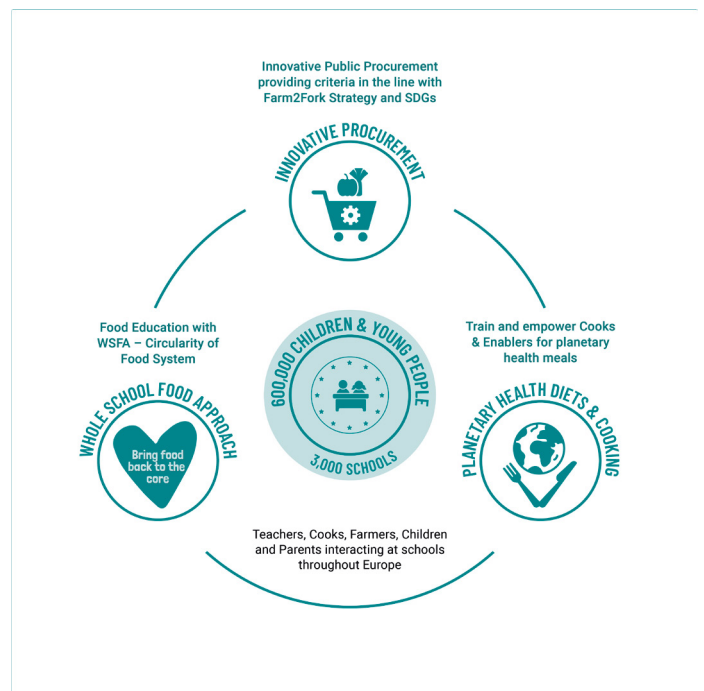 Innovative Public Procurement
providing criteria in the line with
Farm2Fork Strategy and SDGs
INNOVATIVE PROCUREMENT
Food Education with
WSFA – Circularity of
Food System
WHOLE SCHOOL FOOD APPROACH
Bring food
back to the
core
600,000 CHILDREN & YOUNG PEOPLE
3,000 SCHOOLS
Train and empower Cooks
& Enablers for planetary
health meals
PLANETARY HEALTH DIETS & COOKING
Teachers, Cooks, Farmers, Children
and Parents interacting at schools
throughout Europe